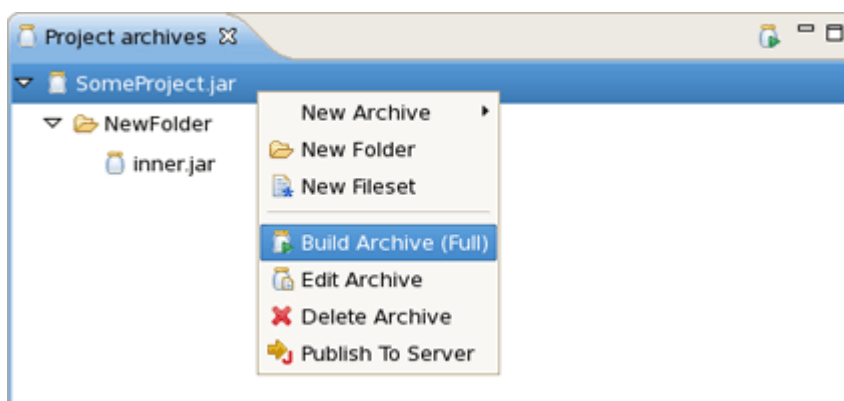 Project archives
SomeProject.jar
NewFolder
inner.jar
New Archive
New Folder
New Fileset
Build Archive (Full)
Edit Archive
Delete Archive
Publish To Server